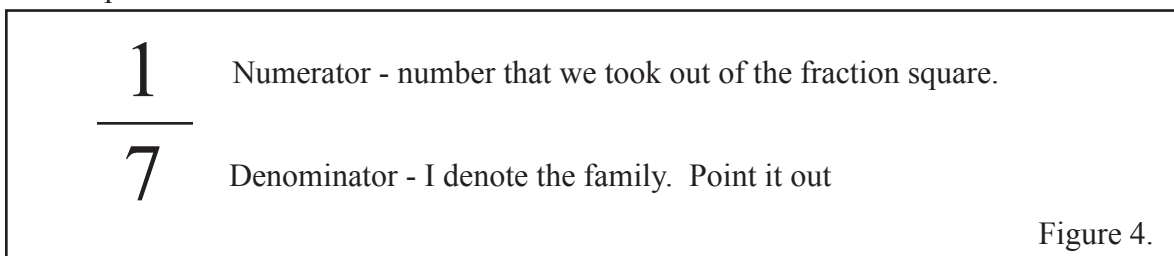 1
Numerator - number that we took out of the fraction square.
7
Denominator - I denote the family.  Point it out
Figure 4.